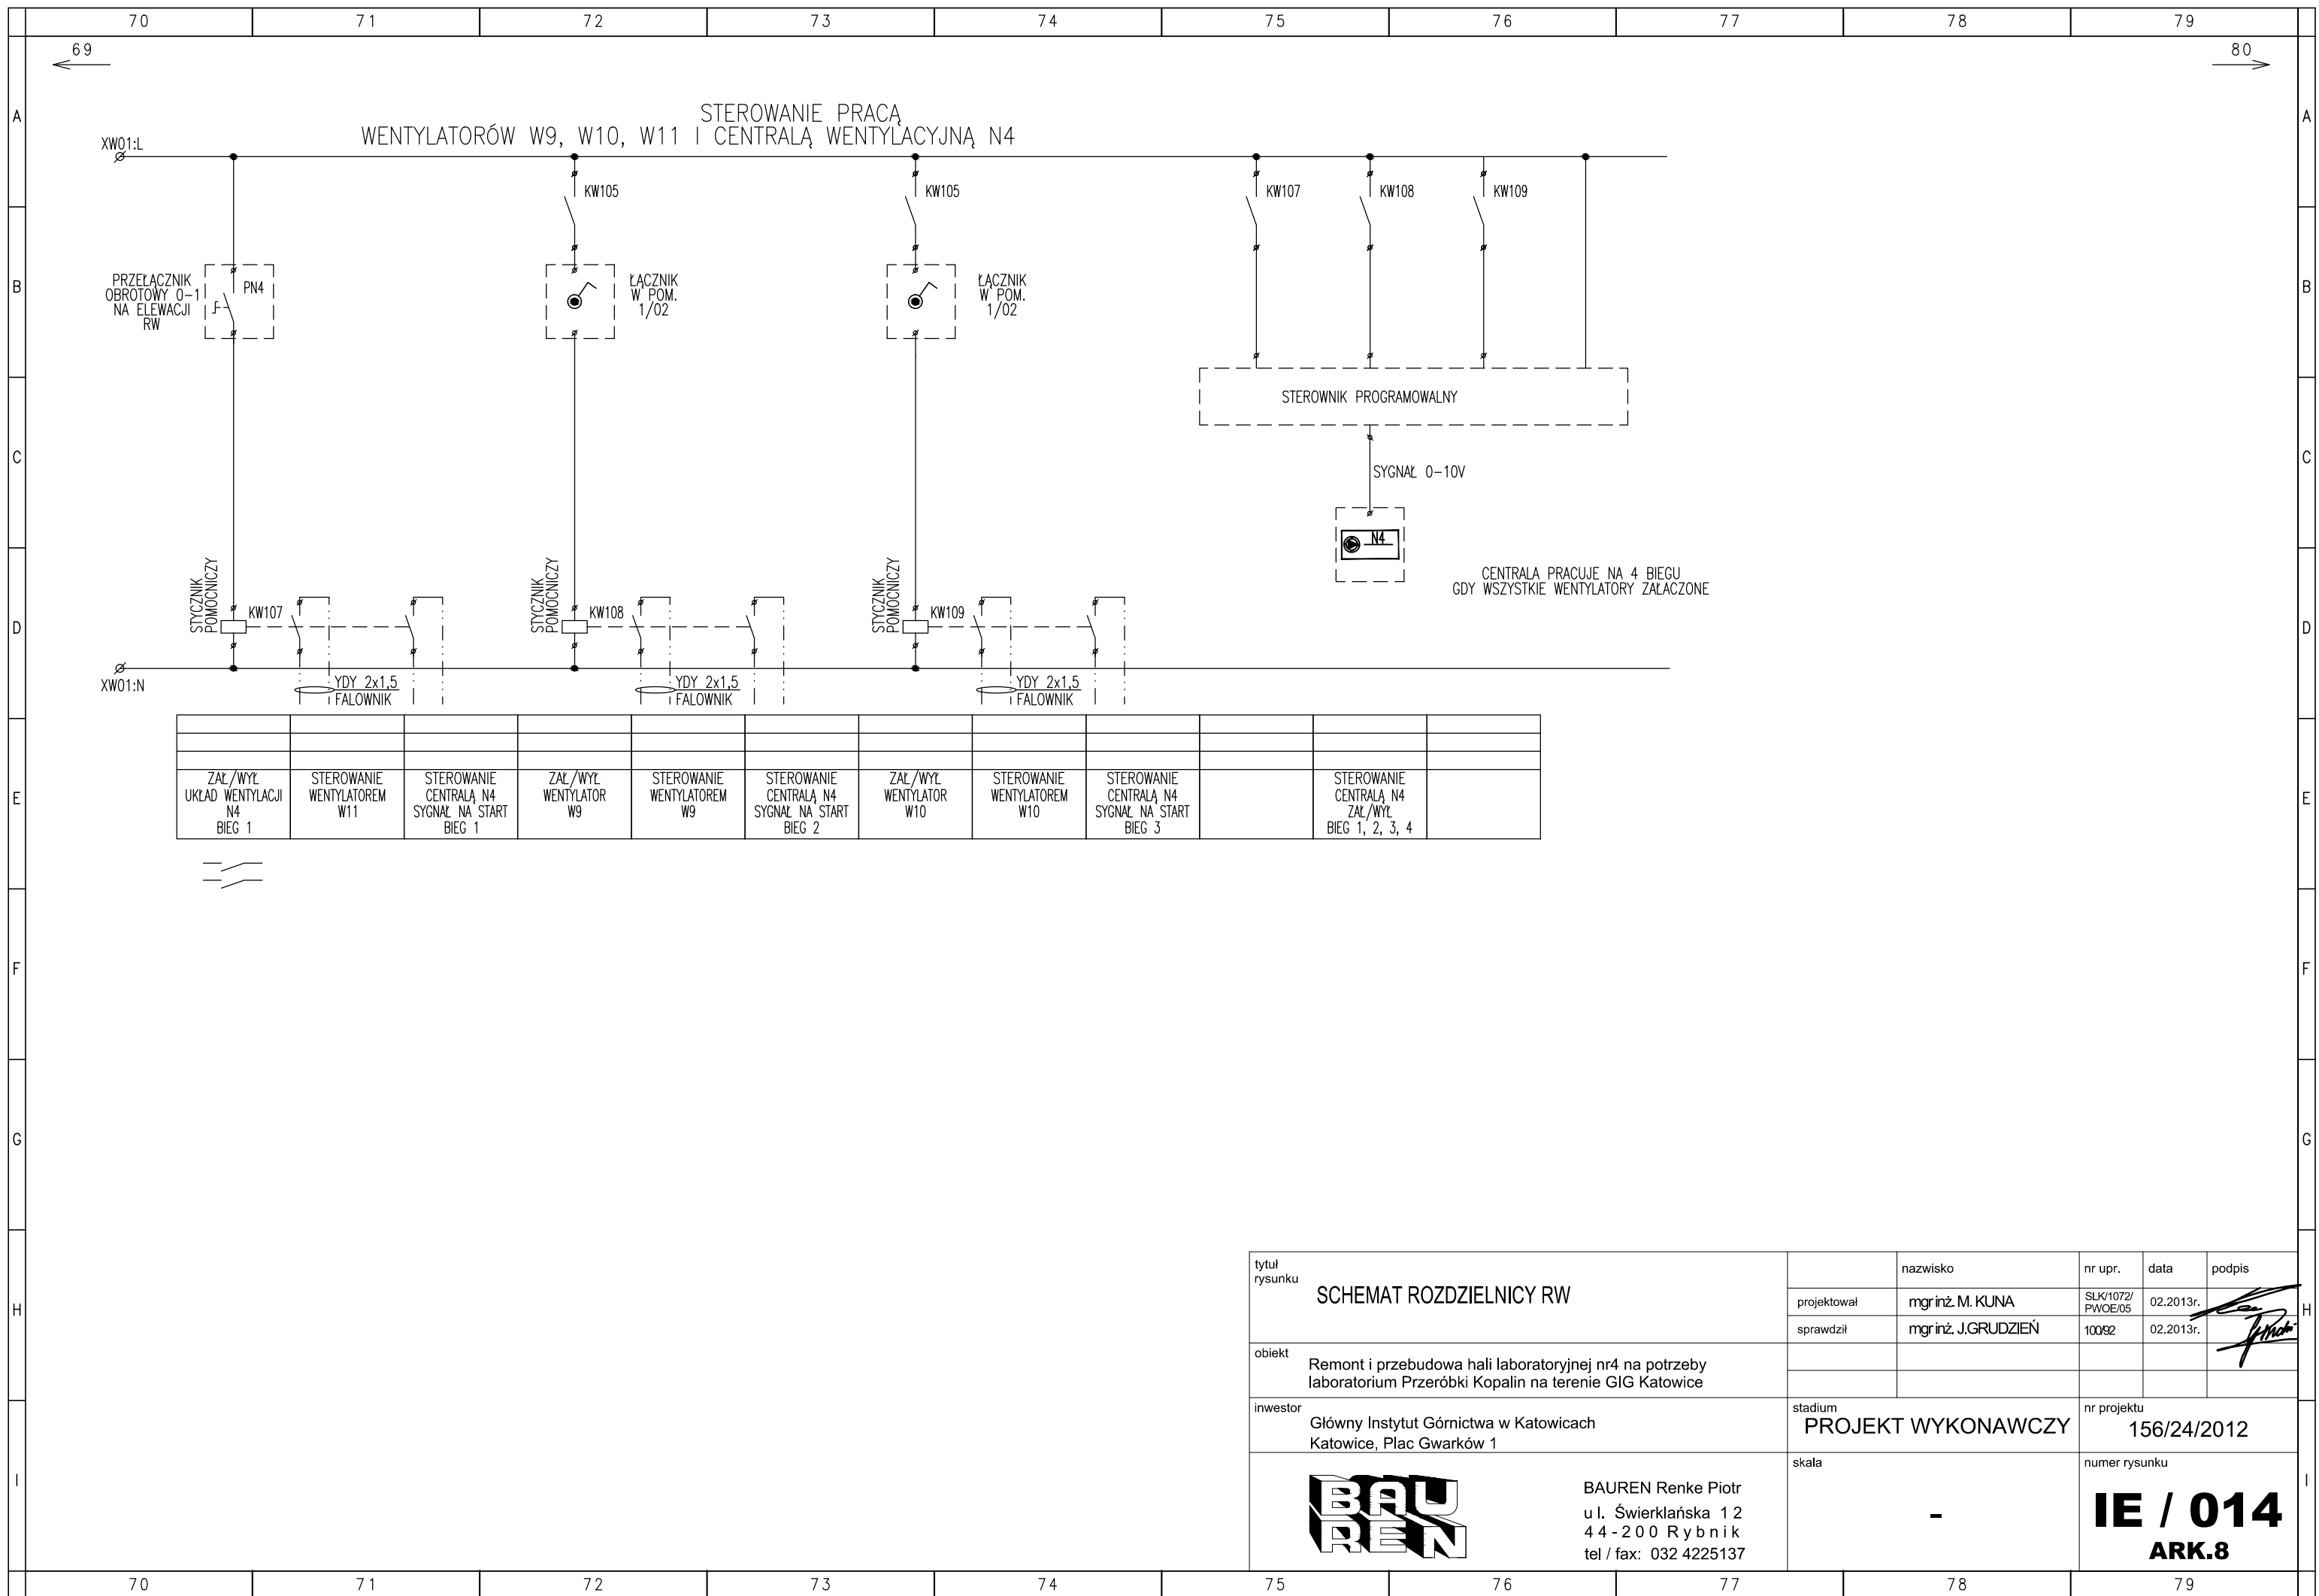 70 71 72 73 74 75 76 77 78 79
69
80
A A
STEROWANIE PRACĄ
WENTYLATORÓW W9, W10, W11 I CENTRALĄ WENTYLACYJNĄ N4
XW01:L
KW105
KW105
KW107
KW108
KW109
B B
PRZEŁĄCZNIK
OBROTOWY 0-1
NA ELEWACJI
RW
PN4
ŁĄCZNIK
W POM.
1/02
ŁĄCZNIK
W POM.
1/02
STEROWNIK PROGRAMOWALNY
C C
SYGNAŁ 0-10V
N4
CENTRALA PRACUJE NA 4 BIEGU
GDY WSZYSTKIE WENTYLATORY ZAŁACZONE
STYCZNIK
POMOCNICZY
KW107
STYCZNIK
POMOCNICZY
KW108
STYCZNIK
POMOCNICZY
KW109
D D
XW01:N
YDY 2x1,5
FALOWNIK
YDY 2x1,5
FALOWNIK
YDY 2x1,5
FALOWNIK
E E
ZAŁ/WYŁ
UKŁAD WENTYLACJI
N4
BIEG 1
STEROWANIE
WENTYLATOREM
W11
STEROWANIE
CENTRALĄ N4
SYGNAŁ NA START
BIEG 1
ZAŁ/WYŁ
WENTYLATOR
W9
STEROWANIE
WENTYLATOREM
W9
STEROWANIE
CENTRALĄ N4
SYGNAŁ NA START
BIEG 2
ZAŁ/WYŁ
WENTYLATOR
W10
STEROWANIE
WENTYLATOREM
W10
STEROWANIE
CENTRALĄ N4
SYGNAŁ NA START
BIEG 3
STEROWANIE
CENTRALĄ N4
ZAŁ/WYŁ
BIEG 1, 2, 3, 4
F F
G G
H H
tytuł
rysunku
SCHEMAT ROZDZIELNICY RW
nazwisko nr upr. data podpis
projektował mgr inż. M. KUNA SLK/1072/
PWOE/05 02.2013r.
sprawdził mgr inż. J.GRUDZIEŃ 100/92 02.2013r.
obiekt
Remont i przebudowa hali laboratoryjnej nr4 na potrzeby
laboratorium Przeróbki Kopalin na terenie GIG Katowice
inwestor
Główny Instytut Górnictwa w Katowicach
Katowice, Plac Gwarków 1
stadium
PROJEKT WYKONAWCZY
nr projektu
156/24/2012
I I
BAU
REN
BAUREN Renke Piotr
ul. Świerklańska 12
44-200 Rybnik
tel / fax: 032 4225137
skala
-
numer rysunku
IE / 014
ARK.8
70 71 72 73 74 75 76 77 78 79